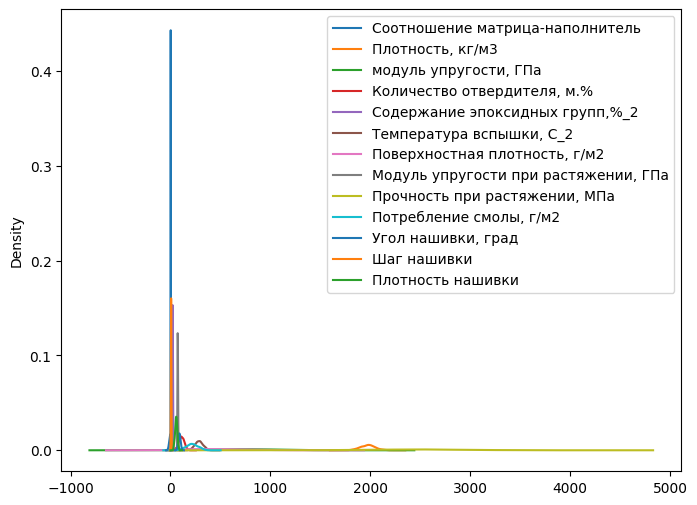 Соотношение матрица-наполнитель
Плотность, кг/м3
модуль упругости, ГПа
Количество отвердителя, м.%
Содержание эпоксидных групп,%_2
Температура вспышки, С_2
Поверхностная плотность, г/м2
Модуль упругости при растяжении, ГПа
Прочность при растяжении, МПа
Потребление смолы, г/м2
Угол нашивки, град
Шаг нашивки
Плотность нашивки
Density
0.4
0.3
0.2
0.1
0.0
−1000 0 1000 2000 3000 4000 5000